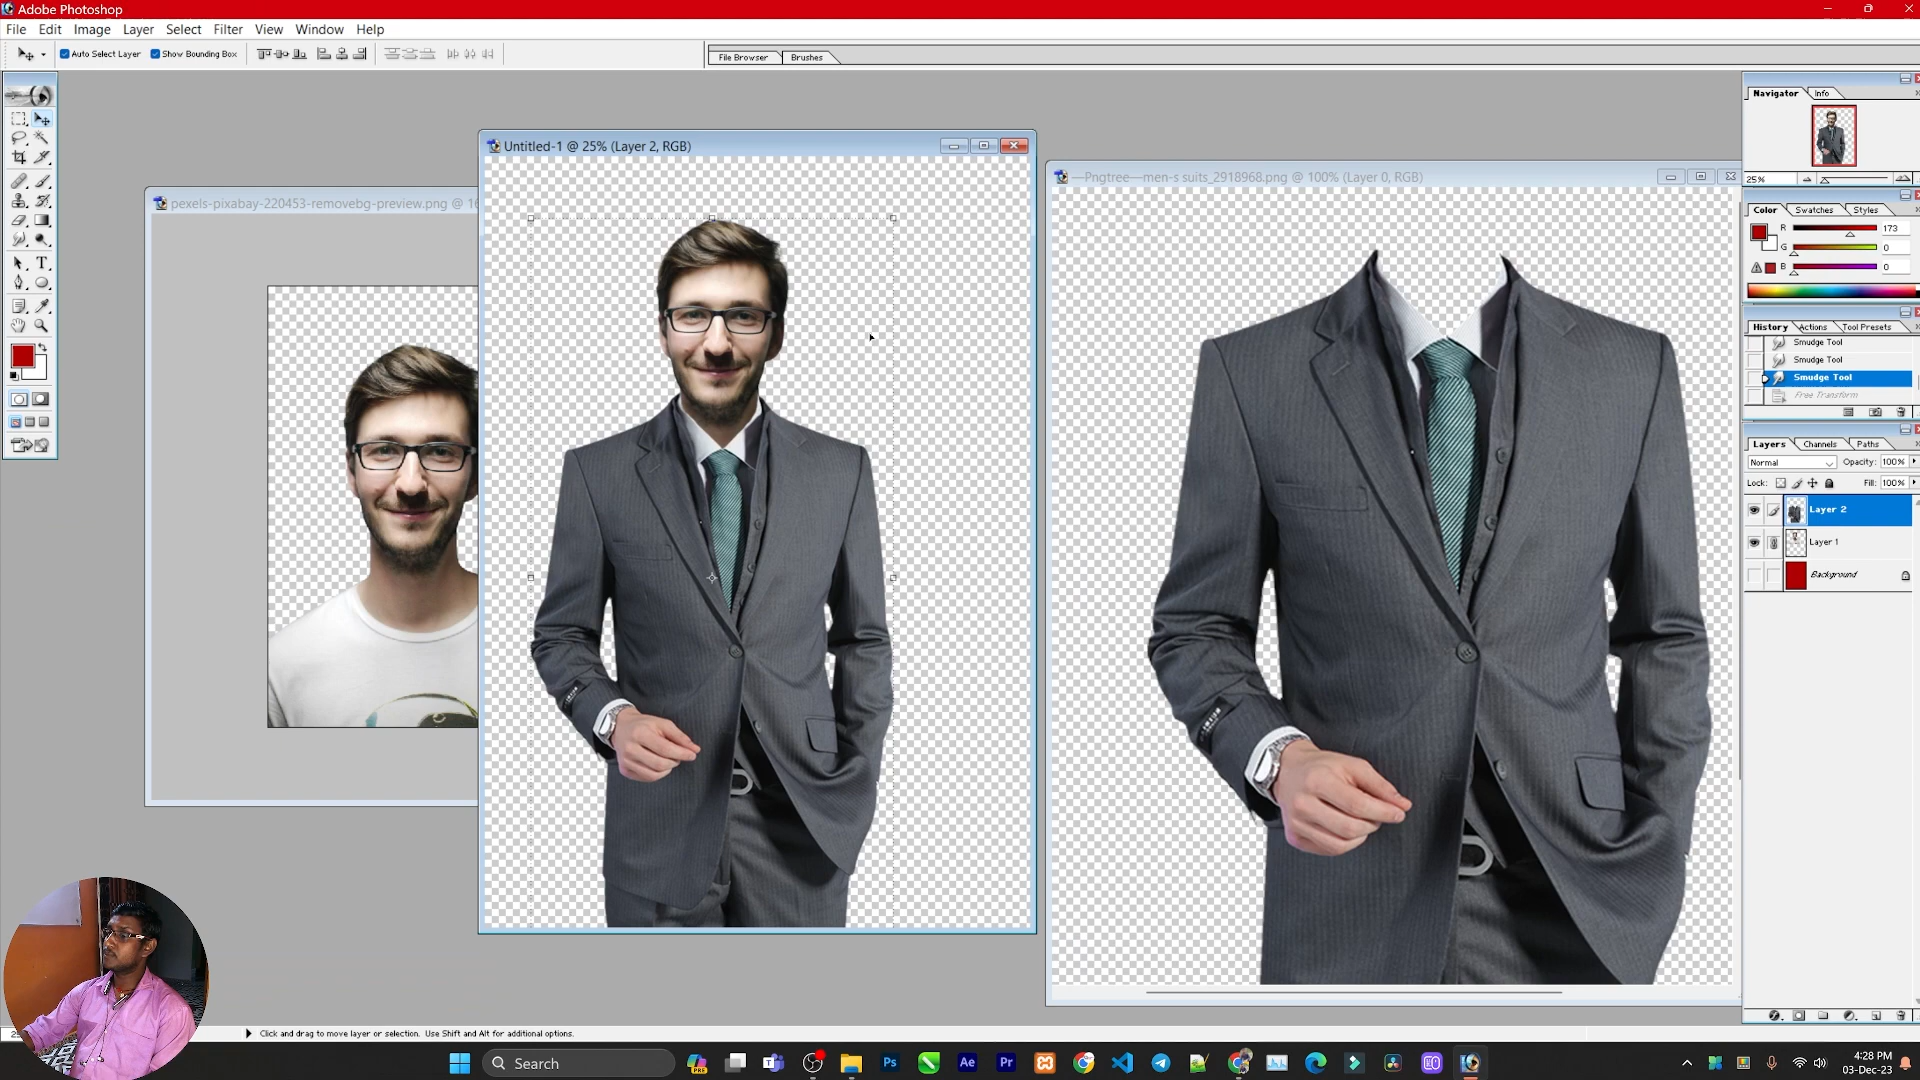 Adobe Photoshop
File Edit Image Layer Select Filter View Window Help
Auto Select Layer Show Bounding Box
File Browser Brushes
Untitled-1 @ 25% (Layer 2, RGB)
pexels-pixabay-220453-removebg-preview.png @ 16
—Pngtree—men-s suits_2918968.png @ 100% (Layer 0, RGB)
Navigator Info
25%
Color Swatches Styles
R 173
G 0
B 0
History Actions Tool Presets
Smudge Tool
Smudge Tool
Smudge Tool
Free Transform
Layers Channels Paths
Normal Opacity: 100%
Lock: Fill: 100%
Layer 2
Layer 1
Background
Click and drag to move layer or selection. Use Shift and Alt for additional options.
Search
PRE
Ps
Ae
Pr
4:28 PM
03-Dec-23